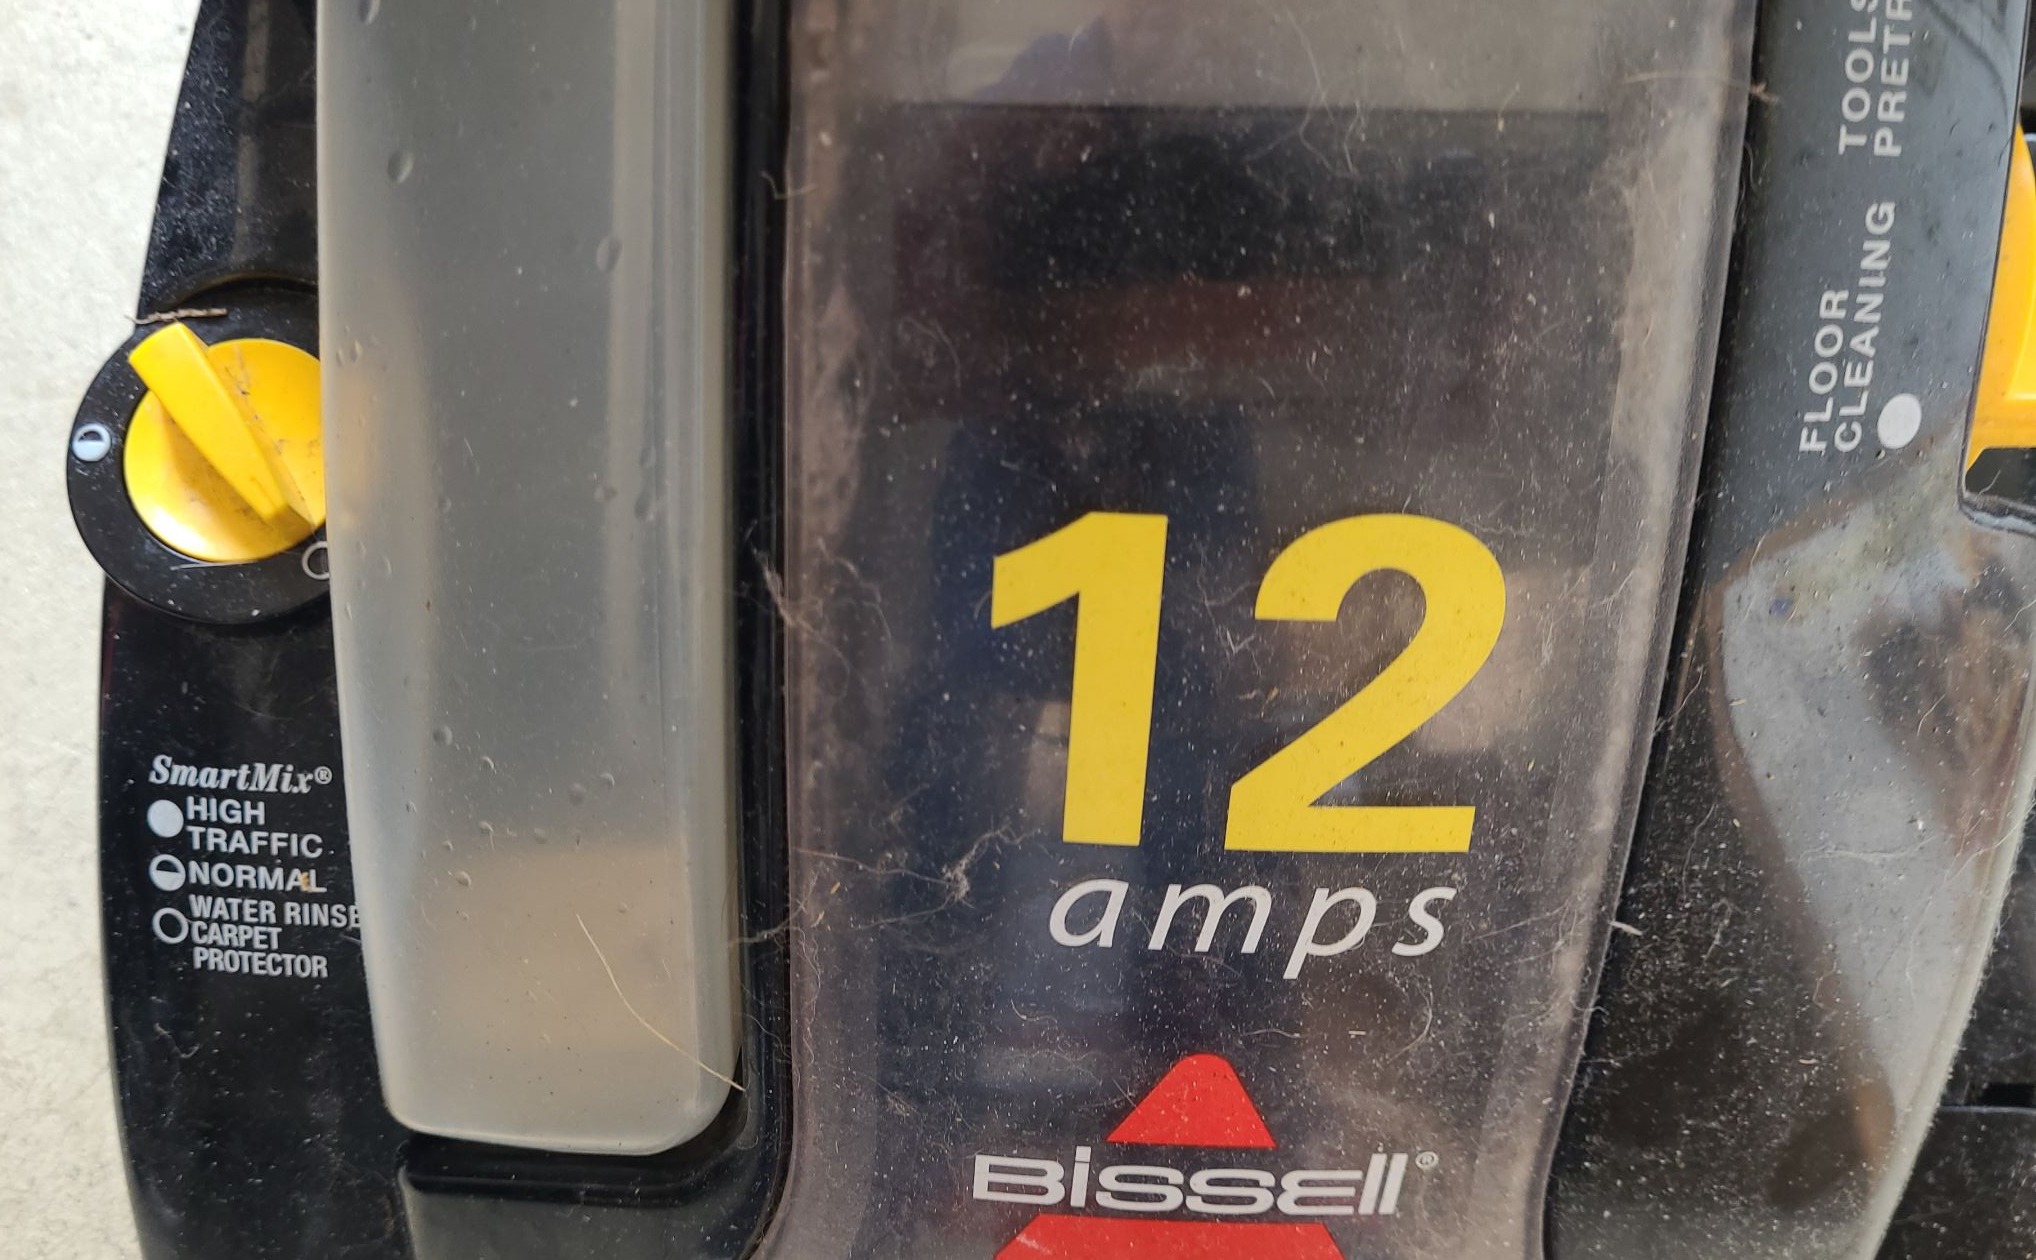 SmartMix®
HIGH
TRAFFIC
NORMAL
WATER RINSE
CARPET
PROTECTOR
12
amps
BISSELL®
FLOOR
CLEANING
TOOLS